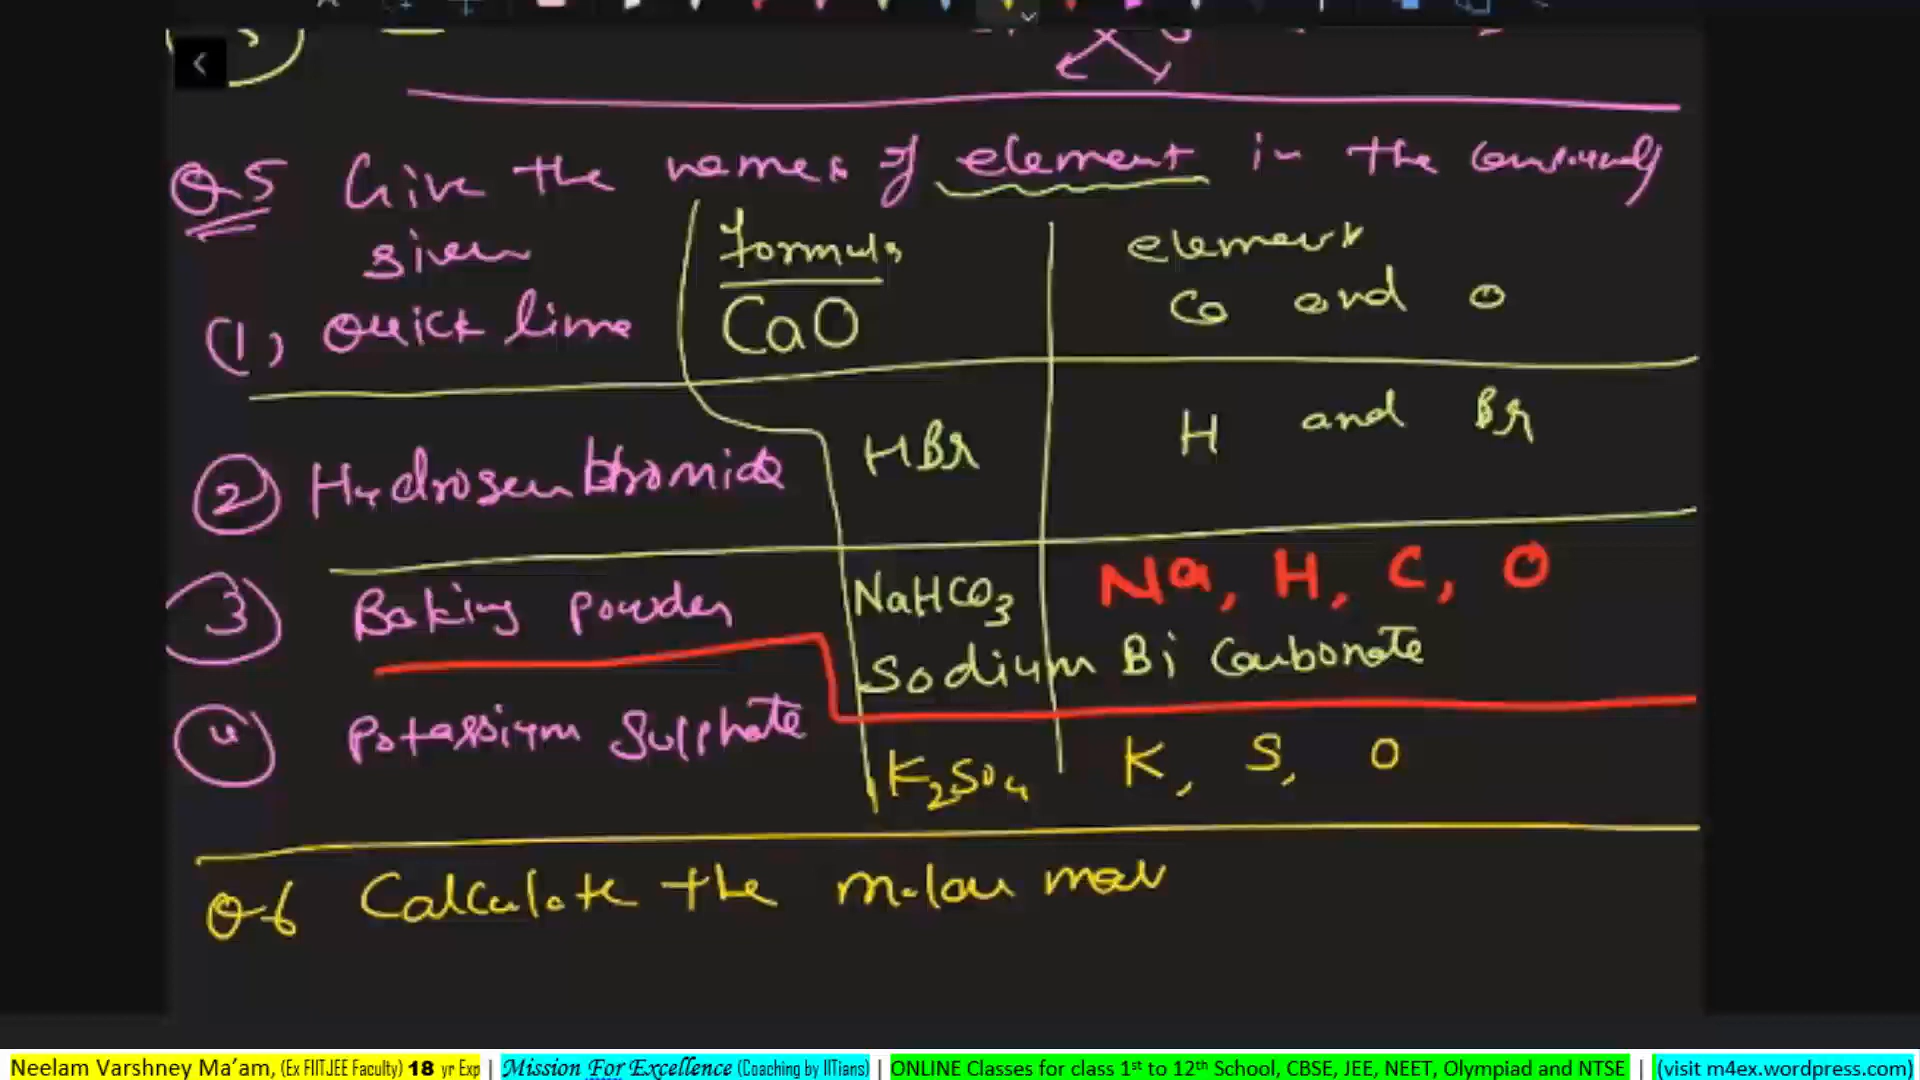 Q5 Give the names of element in the compounds
given
formula
element
(1) Quick lime CaO Ca and O
2 Hydrogen bromide HBr H and Br
3 Baking Powder NaHCO3 Na, H, C, O
Sodium Bi Carbonate
4 Potassium Sulphate K2SO4 K, S, O
Q-6 Calculate the molar mass
Neelam Varshney Ma'am, (Ex FIITJEE Faculty) 18 yr Exp | Mission For Excellence (Coaching by IITians) | ONLINE Classes for class 1st to 12th School, CBSE, JEE, NEET, Olympiad and NTSE | (visit m4ex.wordpress.com)